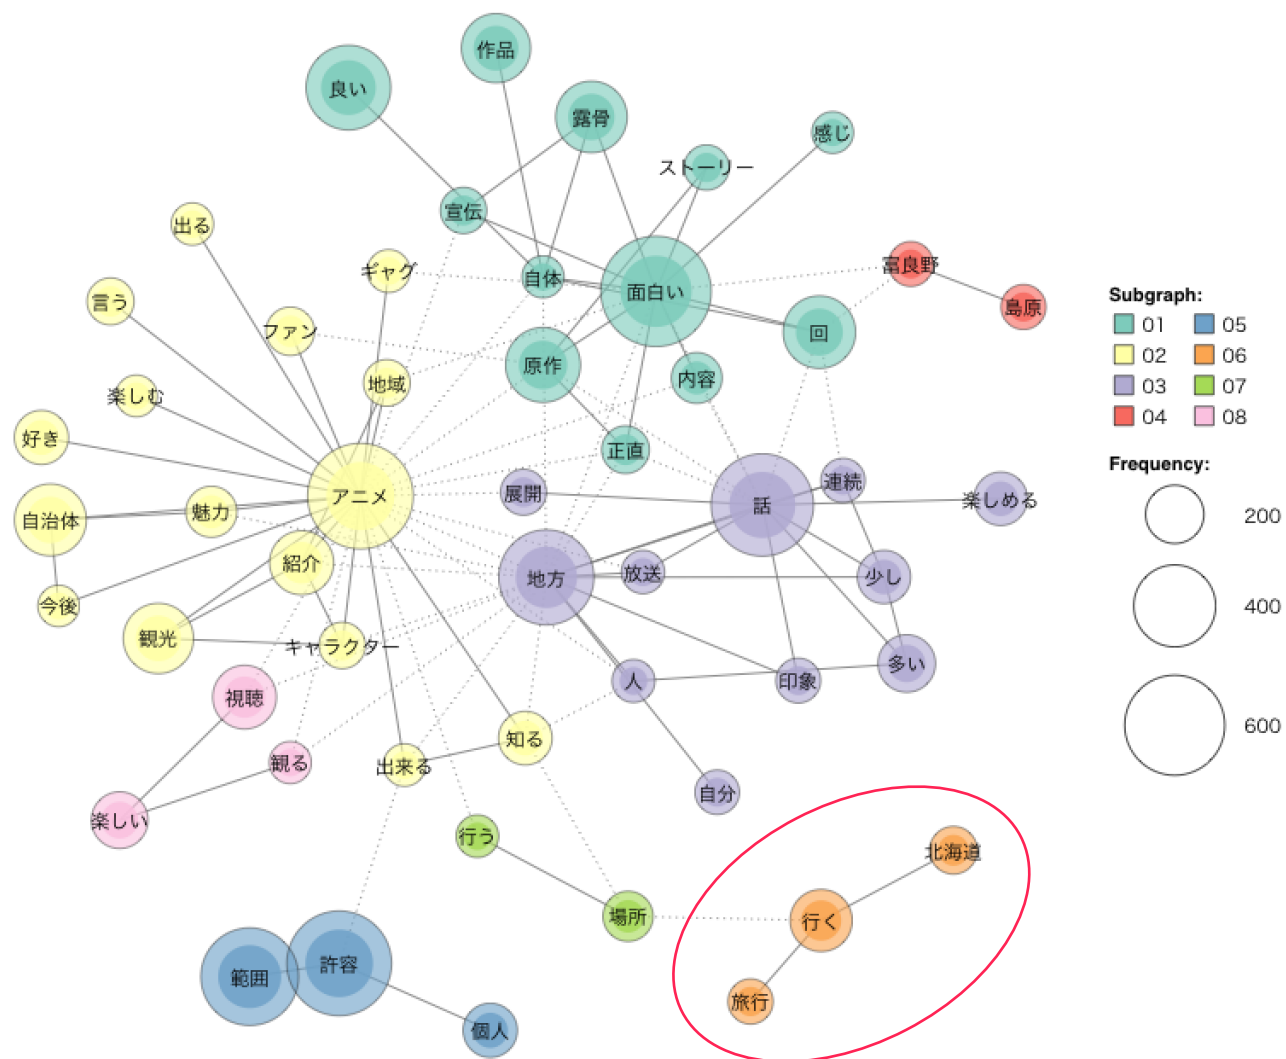 作品
良い
露骨
感じ
ストーリー
宣伝
出る
富良野
ギャグ
自体
面白い
島原
言う
ファン
回
原作
内容
地域
楽しむ
好き
正直
連続
展開
アニメ
楽しめる
話
魅力
自治体
紹介
放送
地方
少し
今後
観光
キャラクター
多い
人
印象
視聴
知る
観る
出来る
自分
楽しい
行う
北海道
場所
行く
許容
範囲
旅行
個人
Subgraph:
01 05
02 06
03 07
04 08
Frequency:
200
400
600